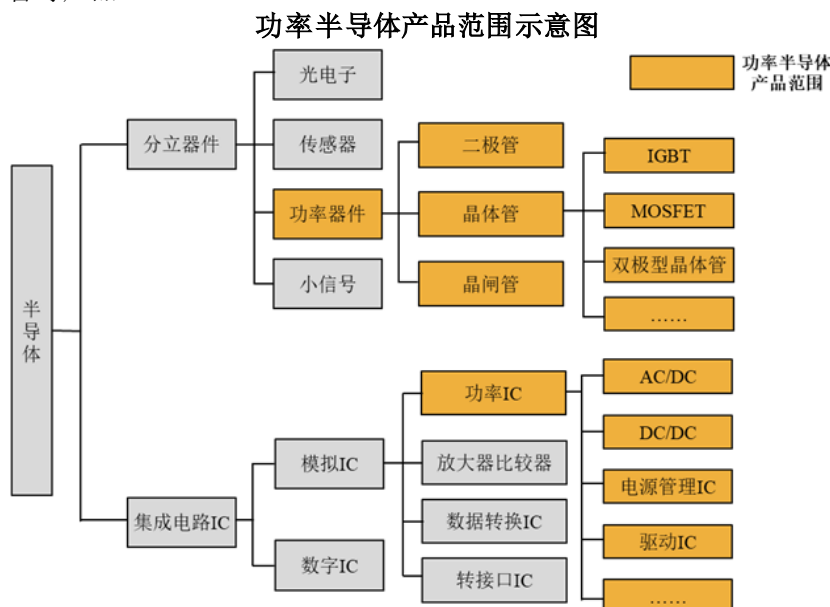 功率半导体产品范围示意图
功率半导体
产品范围
光电子
分立器件
传感器
二极管
IGBT
功率器件
晶体管
MOSFET
双极型晶体管
小信号
晶闸管
……
半
导
体
AC/DC
功率IC
DC/DC
模拟IC
放大器比较器
电源管理IC
集成电路IC
数据转换IC
驱动IC
数字IC
转接口IC
……